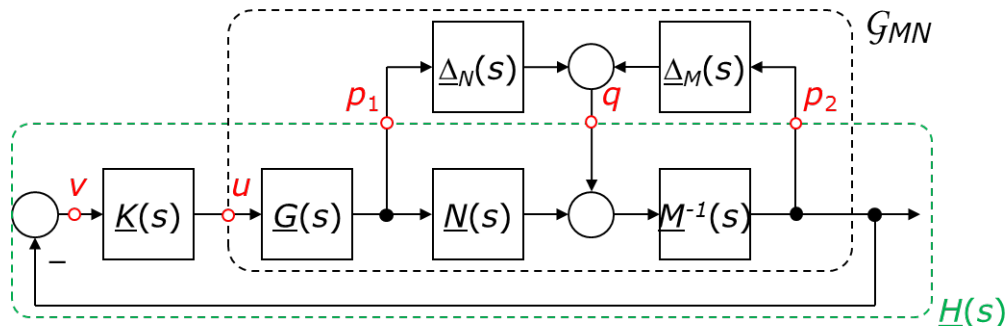 𝒢MN
Δ_N(s)
Δ_M(s)
p₁
q
p₂
v
u
K(s)
G(s)
N(s)
M⁻¹(s)
–
H(s)